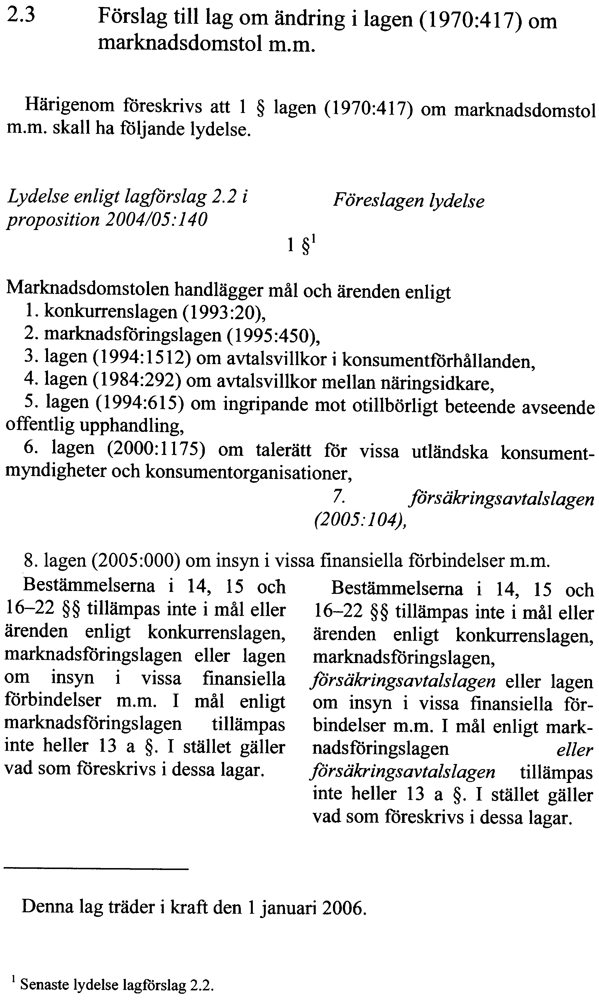 2.3 Förslag till lag om ändring i lagen (1970:417) om
marknadsdomstol m.m.
Härigenom föreskrivs att 1 § lagen (1970:417) om marknadsdomstol
m.m. skall ha följande lydelse.
Lydelse enligt lagförslag 2.2 i
proposition 2004/05:140
Föreslagen lydelse
1 §¹
Marknadsdomstolen handlägger mål och ärenden enligt
1. konkurrenslagen (1993:20),
2. marknadsföringslagen (1995:450),
3. lagen (1994:1512) om avtalsvillkor i konsumentförhållanden,
4. lagen (1984:292) om avtalsvillkor mellan näringsidkare,
5. lagen (1994:615) om ingripande mot otillbörligt beteende avseende
offentlig upphandling,
6. lagen (2000:1175) om talerätt för vissa utländska konsument-
myndigheter och konsumentorganisationer,
7. försäkringsavtalslagen
(2005:104),
8. lagen (2005:000) om insyn i vissa finansiella förbindelser m.m.
Bestämmelserna i 14, 15 och
16–22 §§ tillämpas inte i mål eller
ärenden enligt konkurrenslagen,
marknadsföringslagen eller lagen
om insyn i vissa finansiella
förbindelser m.m. I mål enligt
marknadsföringslagen tillämpas
inte heller 13 a §. I stället gäller
vad som föreskrivs i dessa lagar.
Bestämmelserna i 14, 15 och
16–22 §§ tillämpas inte i mål eller
ärenden enligt konkurrenslagen,
marknadsföringslagen,
försäkringsavtalslagen eller lagen
om insyn i vissa finansiella för-
bindelser m.m. I mål enligt mark-
nadsföringslagen eller
försäkringsavtalslagen tillämpas
inte heller 13 a §. I stället gäller
vad som föreskrivs i dessa lagar.
Denna lag träder i kraft den 1 januari 2006.
¹ Senaste lydelse lagförslag 2.2.